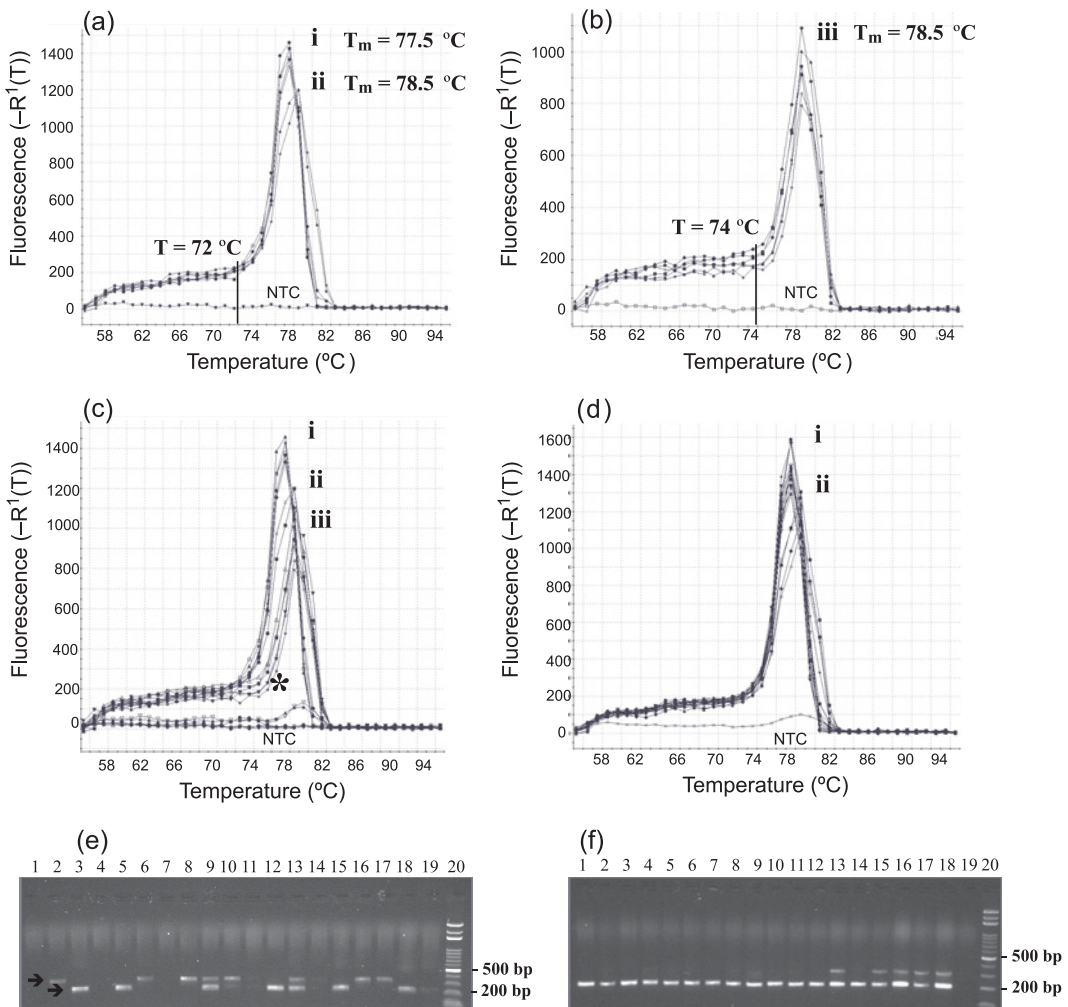 (a)
i Tm = 77.5 ºC
ii Tm = 78.5 ºC
T = 72 ºC
NTC
Fluorescence (–R1(T))
1400
1200
1000
800
600
400
200
0
58 62 66 70 74 78 82 86 90 94
Temperature (ºC)
(b)
iii Tm = 78.5 ºC
T = 74 ºC
NTC
Fluorescence (–R1(T))
1000
800
600
400
200
0
58 62 66 70 74 78 82 86 90 .94
Temperature (ºC)
(c)
i
ii
iii
*
NTC
Fluorescence (–R1(T))
1400
1200
1000
800
600
400
200
0
58 62 66 70 74 78 82 86 90 94
Temperature (ºC)
(d)
i
ii
NTC
Fluorescence (–R1(T))
1600
1400
1200
1000
800
600
400
200
0
58 62 66 70 74 78 82 86 90 94
Temperature (ºC)
(e)
1 2 3 4 5 6 7 8 9 10 11 12 13 14 15 16 17 18 19 20
500 bp
200 bp
(f)
1 2 3 4 5 6 7 8 9 10 11 12 13 14 15 16 17 18 19 20
500 bp
200 bp